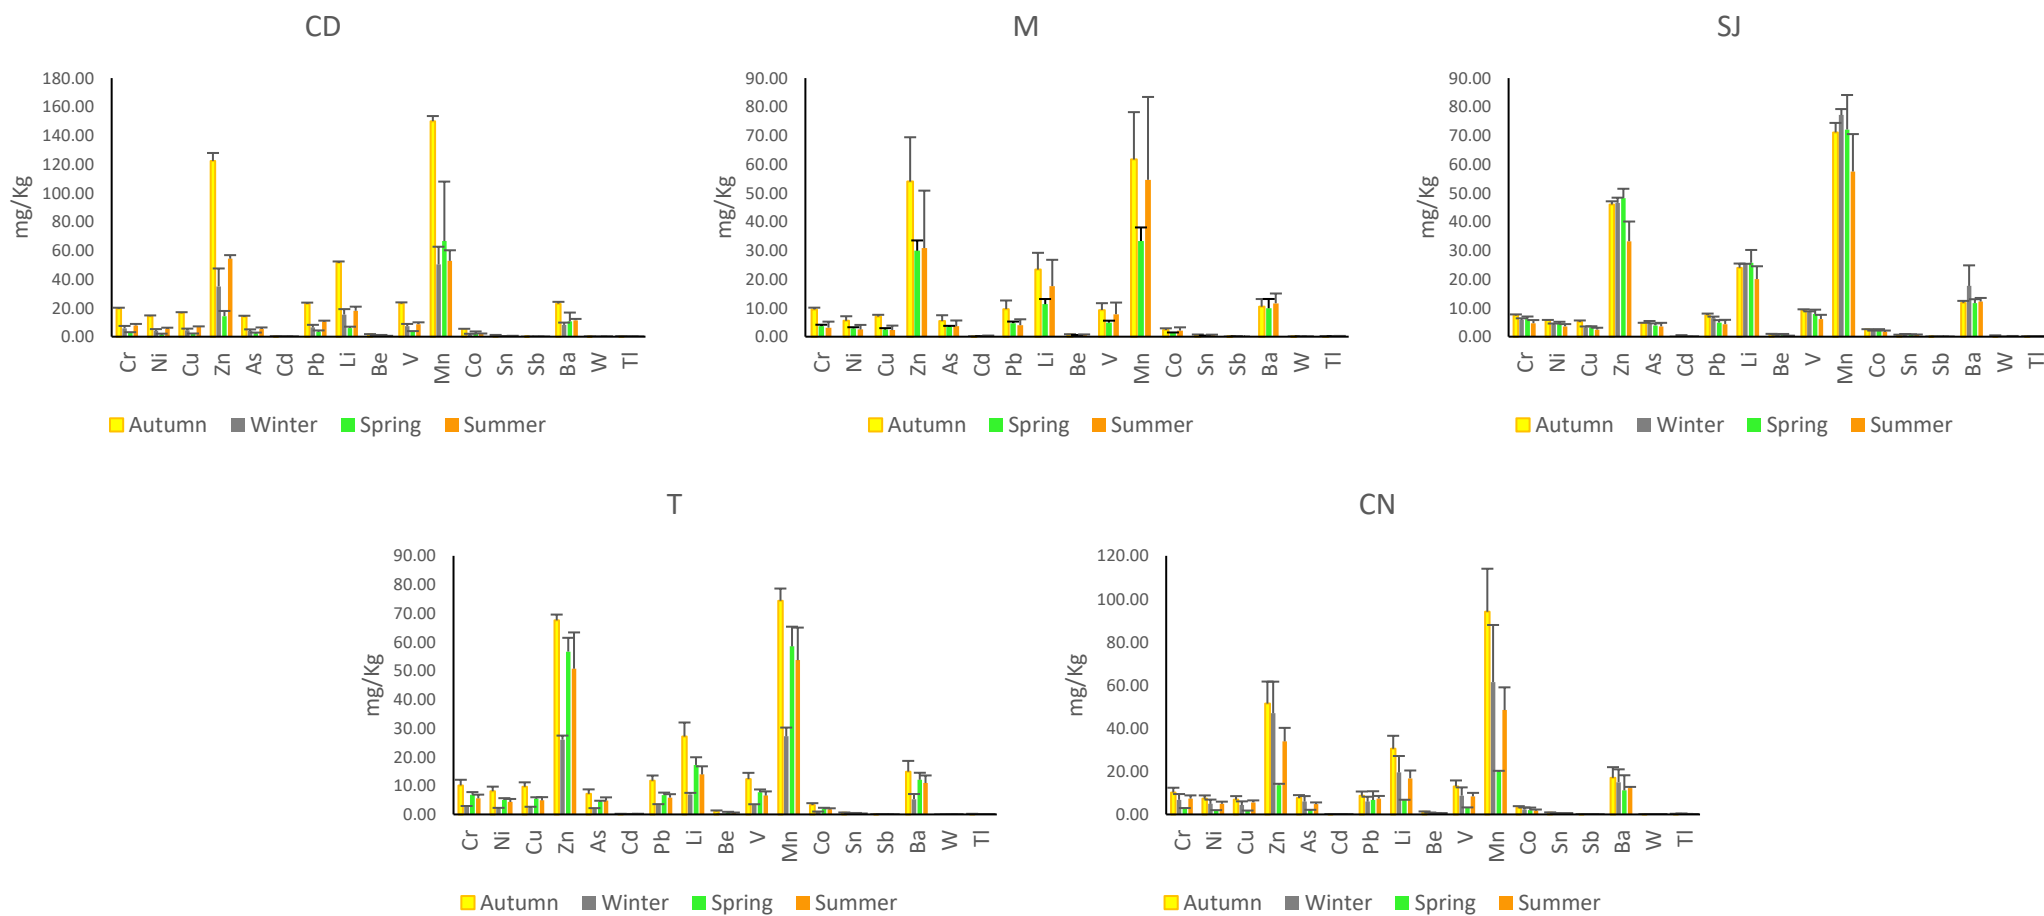 CD
180.00
160.00
140.00
120.00
100.00
80.00
60.00
40.00
20.00
0.00
mg/Kg
Cr Ni Cu Zn As Cd Pb Li Be V Mn Co Sn Sb Ba W Tl
Autumn Winter Spring Summer
M
90.00
80.00
70.00
60.00
50.00
40.00
30.00
20.00
10.00
0.00
mg/Kg
Cr Ni Cu Zn As Cd Pb Li Be V Mn Co Sn Sb Ba W Tl
Autumn Spring Summer
SJ
90.00
80.00
70.00
60.00
50.00
40.00
30.00
20.00
10.00
0.00
mg/Kg
Cr Ni Cu Zn As Cd Pb Li Be V Mn Co Sn Sb Ba W Tl
Autumn Winter Spring Summer
T
90.00
80.00
70.00
60.00
50.00
40.00
30.00
20.00
10.00
0.00
mg/Kg
Cr Ni Cu Zn As Cd Pb Li Be V Mn Co Sn Sb Ba W Tl
Autumn Winter Spring Summer
CN
120.00
100.00
80.00
60.00
40.00
20.00
0.00
mg/Kg
Cr Ni Cu Zn As Cd Pb Li Be V Mn Co Sn Sb Ba W Tl
Autumn Winter Spring Summer